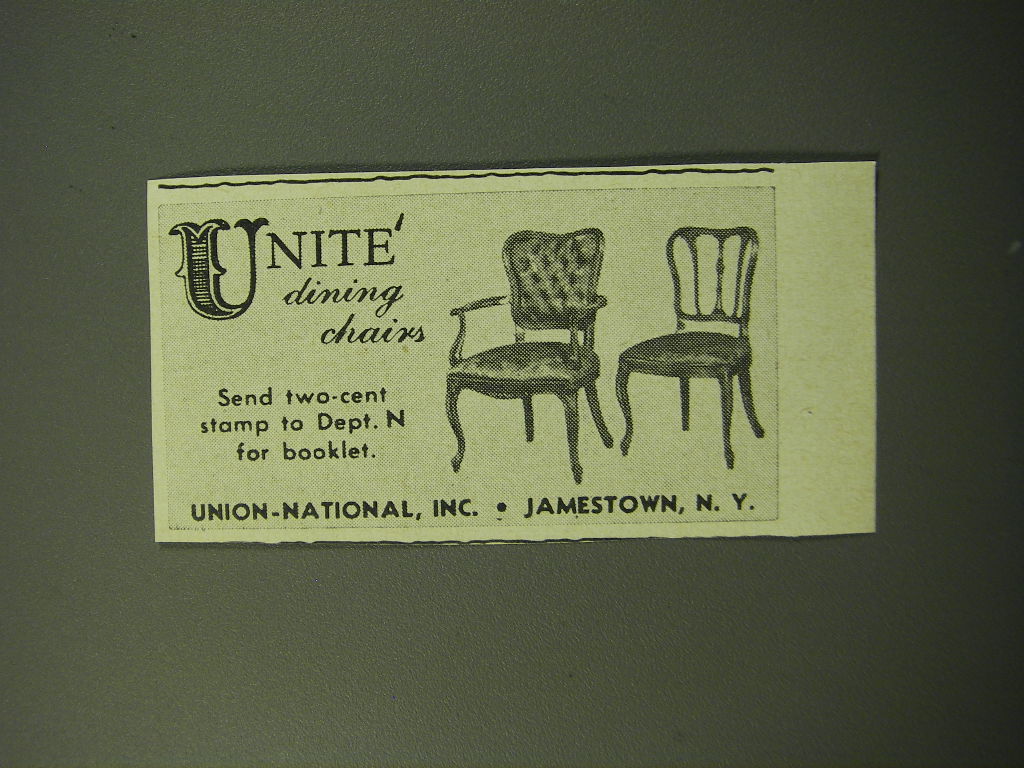 UNITE'
dining
chairs
Send two-cent
stamp to Dept. N
for booklet.
UNION-NATIONAL, INC. • JAMESTOWN, N. Y.